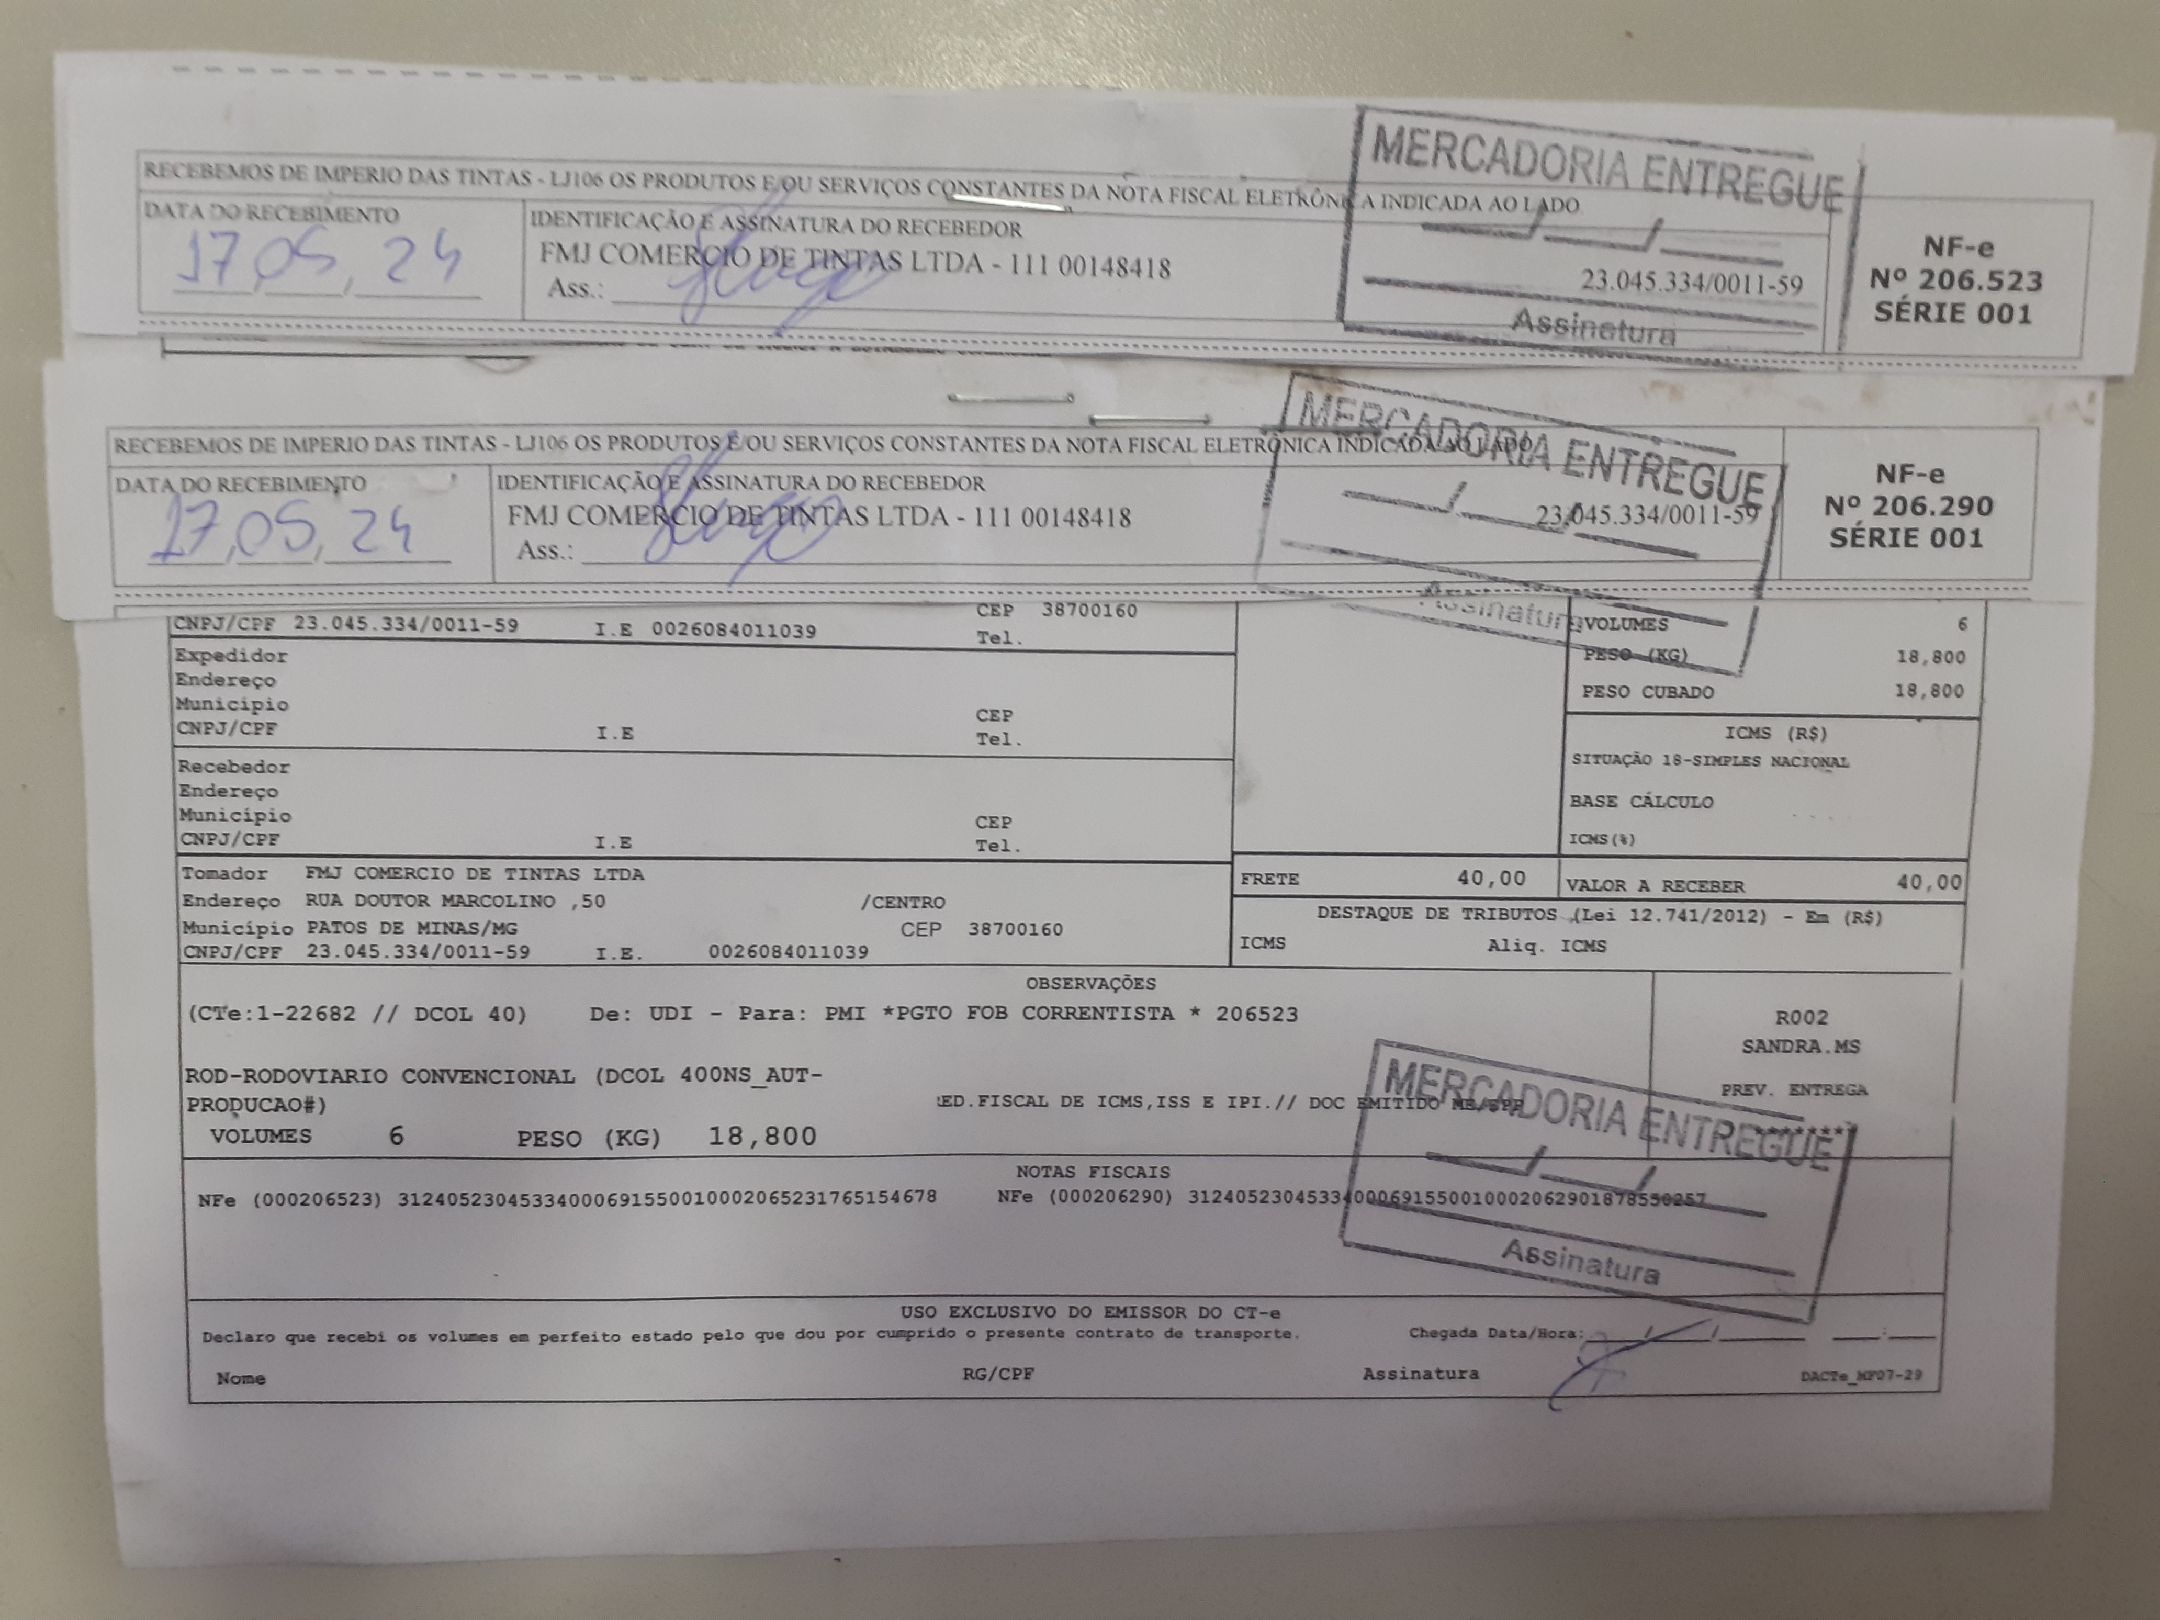 RECEBEMOS DE IMPERIO DAS TINTAS - LJ106 OS PRODUTOS E/OU SERVIÇOS CONSTANTES DA NOTA FISCAL ELETRÔNICA INDICADA AO LADO
DATA DO RECEBIMENTO
17,05,24
IDENTIFICAÇÃO E ASSINATURA DO RECEBEDOR
FMJ COMERCIO DE TINTAS LTDA - 111 00148418
Ass.:
MERCADORIA ENTREGUE
23.045.334/0011-59
Assinatura
NF-e
Nº 206.523
SÉRIE 001
RECEBEMOS DE IMPERIO DAS TINTAS - LJ106 OS PRODUTOS E/OU SERVIÇOS CONSTANTES DA NOTA FISCAL ELETRÔNICA INDICADA AO LADO
DATA DO RECEBIMENTO
17,05,24
IDENTIFICAÇÃO E ASSINATURA DO RECEBEDOR
FMJ COMERCIO DE TINTAS LTDA - 111 00148418
Ass.:
MERCADORIA ENTREGUE
23.045.334/0011-59
Assinatura
NF-e
Nº 206.290
SÉRIE 001
CEP 38700160
CNPJ/CPF 23.045.334/0011-59 I.E 0026084011039 Tel.
VOLUMES 6
PESO (KG) 18,800
PESO CUBADO 18,800
Expedidor
Endereço
Município CEP
CNPJ/CPF I.E Tel.
ICMS (R$)
SITUAÇÃO 18-SIMPLES NACIONAL
BASE CÁLCULO
ICMS(%)
Recebedor
Endereço
Município CEP
CNPJ/CPF I.E Tel.
Tomador FMJ COMERCIO DE TINTAS LTDA
Endereço RUA DOUTOR MARCOLINO ,50 /CENTRO
Município PATOS DE MINAS/MG CEP 38700160
CNPJ/CPF 23.045.334/0011-59 I.E. 0026084011039
FRETE 40,00 VALOR A RECEBER 40,00
DESTAQUE DE TRIBUTOS (Lei 12.741/2012) - Em (R$)
ICMS Aliq. ICMS
OBSERVAÇÕES
(CTe:1-22682 // DCOL 40) De: UDI - Para: PMI *PGTO FOB CORRENTISTA * 206523
R002
SANDRA.MS
PREV. ENTREGA
*******
ROD-RODOVIARIO CONVENCIONAL (DCOL 400NS_AUT-
PRODUCAO#) ED.FISCAL DE ICMS,ISS E IPI.// DOC EMITIDO
VOLUMES 6 PESO (KG) 18,800
MERCADORIA ENTREGUE
Assinatura
NOTAS FISCAIS
NFe (000206523) 31240523045334000691550010002065231765154678 NFe (000206290) 31240523045334000691550010002062901878550257
USO EXCLUSIVO DO EMISSOR DO CT-e
Declaro que recebi os volumes em perfeito estado pelo que dou por cumprido o presente contrato de transporte. Chegada Data/Hora:
Nome RG/CPF Assinatura DACTe_MF07-29